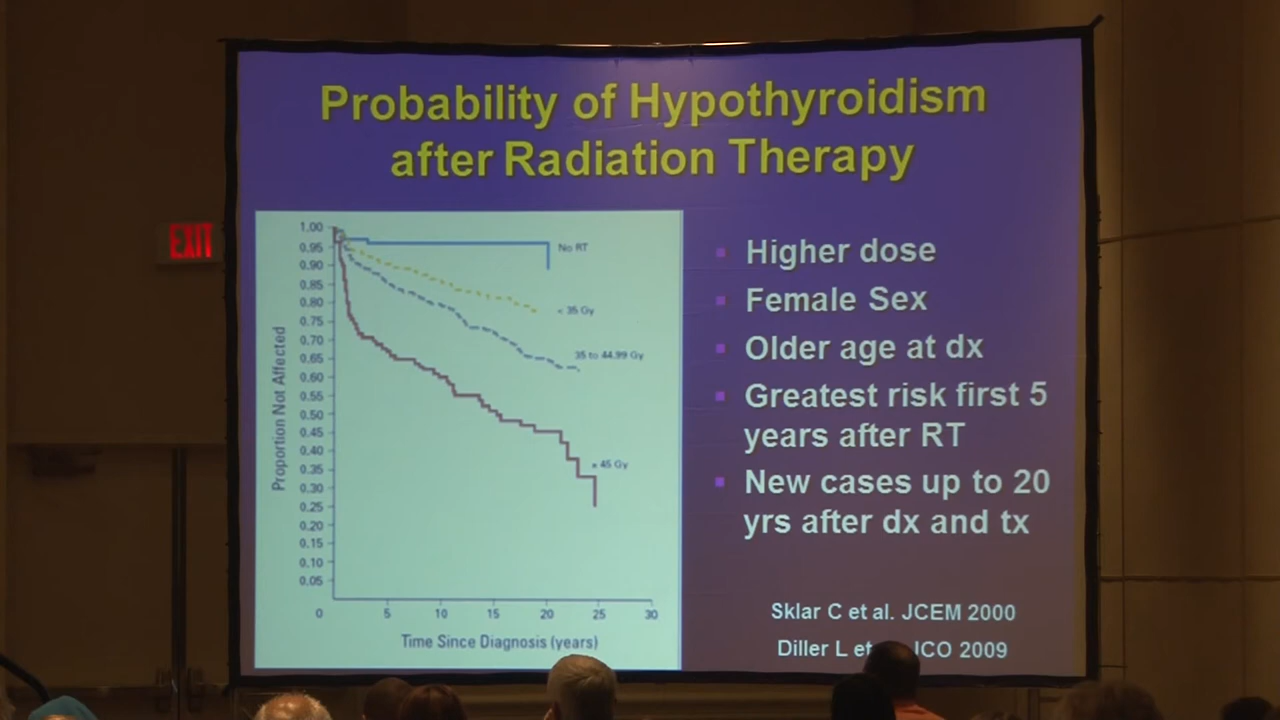 Probability of Hypothyroidism
after Radiation Therapy
EXIT
1.00
0.95
0.90
0.85
0.80
0.75
0.70
0.65
0.60
0.55
0.50
0.45
0.40
0.35
0.30
0.25
0.20
0.15
0.10
0.05
Proportion Not Affected
No RT
< 35 Gy
35 to 44.99 Gy
45 Gy
0 5 10 15 20 25 30
Time Since Diagnosis (years)
Higher dose
Female Sex
Older age at dx
Greatest risk first 5
years after RT
New cases up to 20
yrs after dx and tx
Sklar C et al. JCEM 2000
Diller L et JCO 2009